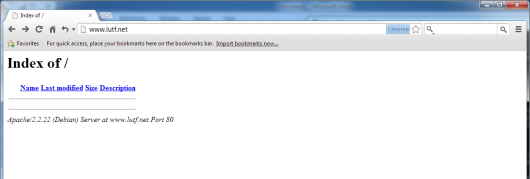 Index of /
www.lutf.net
Chrome
Favorites For quick access, place your bookmarks here on the bookmarks bar. Import bookmarks now...
Index of /
Name Last modified Size Description
Apache/2.2.22 (Debian) Server at www.lutf.net Port 80